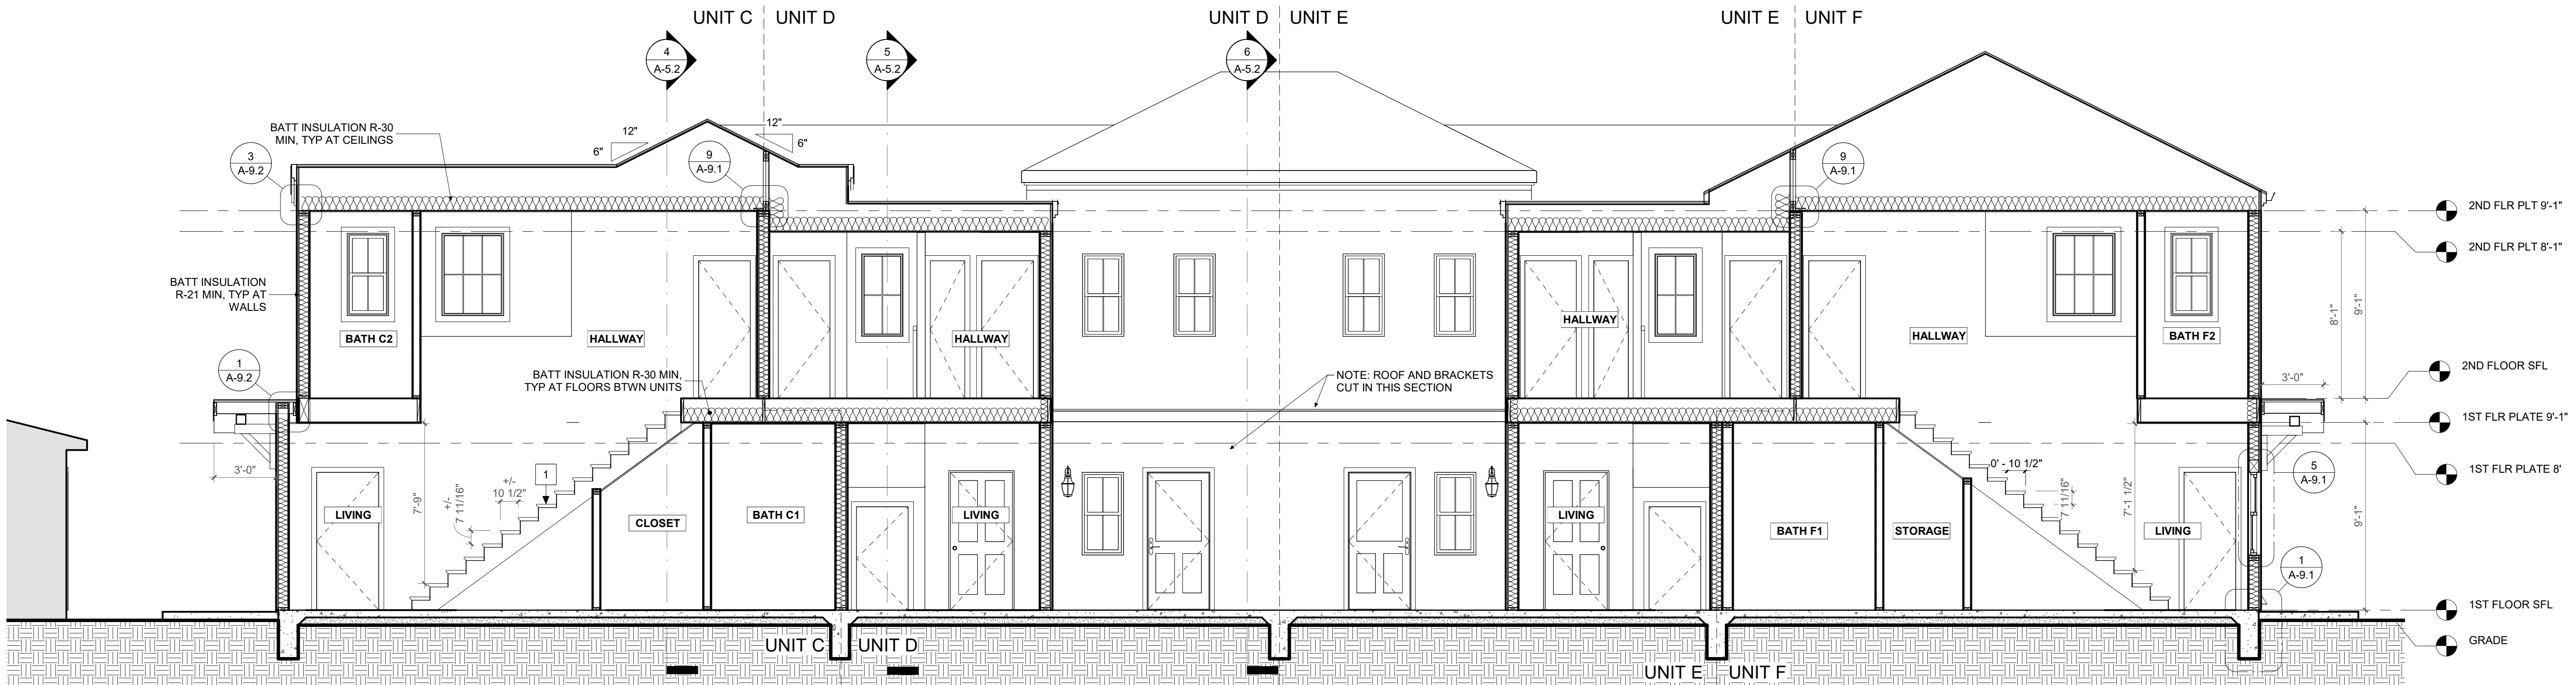 UNIT C
UNIT D
UNIT D
UNIT E
UNIT E
UNIT F
4
A-5.2
5
A-5.2
6
A-5.2
BATT INSULATION R-30
MIN, TYP AT CEILINGS
12"
6"
12"
6"
3
A-9.2
9
A-9.1
9
A-9.1
2ND FLR PLT 9'-1"
2ND FLR PLT 8'-1"
BATT INSULATION
R-21 MIN, TYP AT
WALLS
BATH C2
HALLWAY
HALLWAY
HALLWAY
HALLWAY
BATH F2
8'-1"
9'-1"
1
A-9.2
BATT INSULATION R-30 MIN,
TYP AT FLOORS BTWN UNITS
NOTE: ROOF AND BRACKETS
CUT IN THIS SECTION
2ND FLOOR SFL
3'-0"
1ST FLR PLATE 9'-1"
3'-0"
1ST FLR PLATE 8'
7'-9"
+/-
7 11/16"
+/-
10 1/2"
1
0' - 10 1/2"
7 11/16"
7'-1 1/2"
5
A-9.1
9'-1"
LIVING
CLOSET
BATH C1
LIVING
LIVING
BATH F1
STORAGE
LIVING
1
A-9.1
1ST FLOOR SFL
GRADE
UNIT C
UNIT D
UNIT E
UNIT F